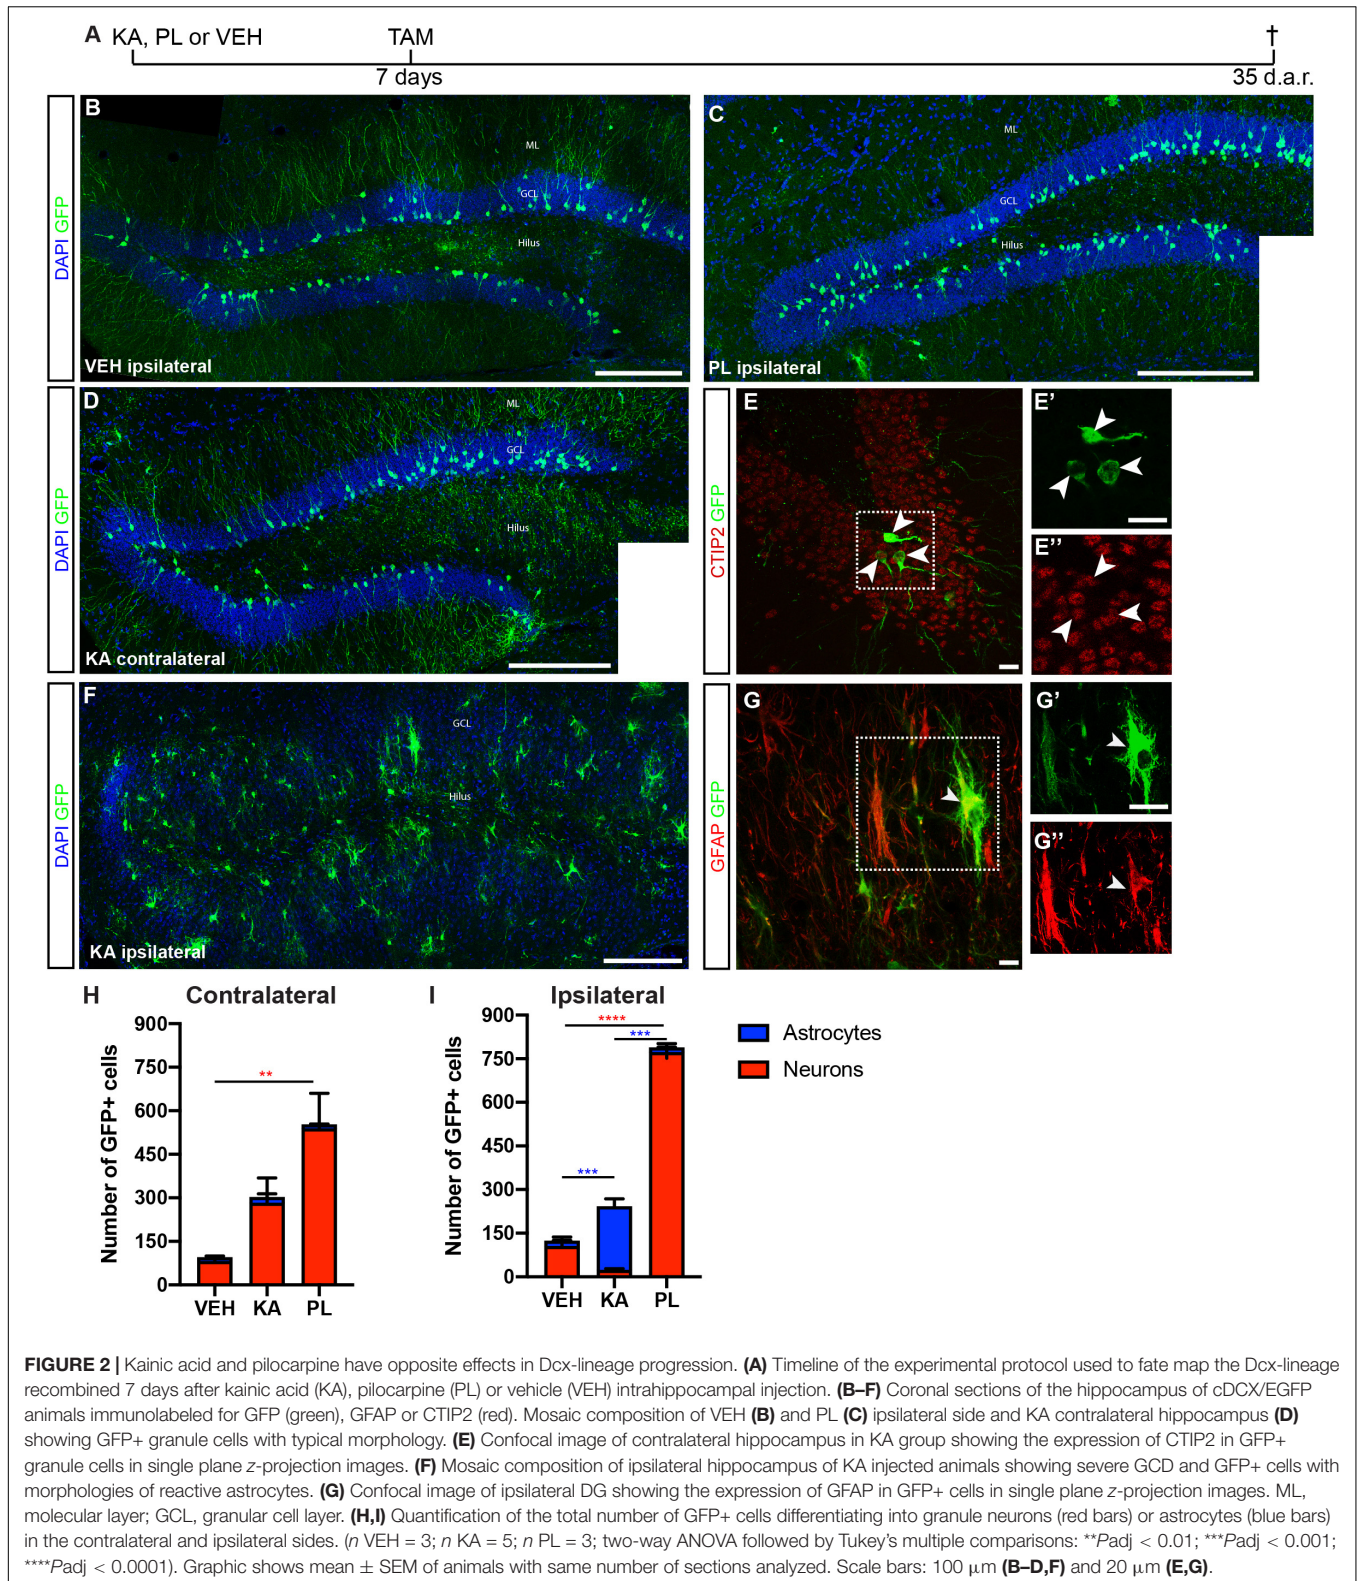 A KA, PL or VEH TAM †
7 days 35 d.a.r.
DAPI GFP
B
ML
GCL
Hilus
VEH ipsilateral
C
ML
GCL
Hilus
PL ipsilateral
DAPI GFP
D
ML
GCL
Hilus
KA contralateral
CTIP2 GFP
E
E’
E’’
DAPI GFP
F
GCL
Hilus
KA ipsilateral
GFAP GFP
G
G’
G’’
H Contralateral
Number of GFP+ cells
900
750
600
450
300
150
0
**
VEH KA PL
I Ipsilateral
Number of GFP+ cells
900
750
600
450
300
150
0
****
***
***
VEH KA PL
Astrocytes
Neurons
FIGURE 2 | Kainic acid and pilocarpine have opposite effects in Dcx-lineage progression. (A) Timeline of the experimental protocol used to fate map the Dcx-lineage
recombined 7 days after kainic acid (KA), pilocarpine (PL) or vehicle (VEH) intrahippocampal injection. (B–F) Coronal sections of the hippocampus of cDCX/EGFP
animals immunolabeled for GFP (green), GFAP or CTIP2 (red). Mosaic composition of VEH (B) and PL (C) ipsilateral side and KA contralateral hippocampus (D)
showing GFP+ granule cells with typical morphology. (E) Confocal image of contralateral hippocampus in KA group showing the expression of CTIP2 in GFP+
granule cells in single plane z-projection images. (F) Mosaic composition of ipsilateral hippocampus of KA injected animals showing severe GCD and GFP+ cells with
morphologies of reactive astrocytes. (G) Confocal image of ipsilateral DG showing the expression of GFAP in GFP+ cells in single plane z-projection images. ML,
molecular layer; GCL, granular cell layer. (H,I) Quantification of the total number of GFP+ cells differentiating into granule neurons (red bars) or astrocytes (blue bars)
in the contralateral and ipsilateral sides. (n VEH = 3; n KA = 5; n PL = 3; two-way ANOVA followed by Tukey’s multiple comparisons: **Padj < 0.01; ***Padj < 0.001;
****Padj < 0.0001). Graphic shows mean ± SEM of animals with same number of sections analyzed. Scale bars: 100 μm (B–D,F) and 20 μm (E,G).